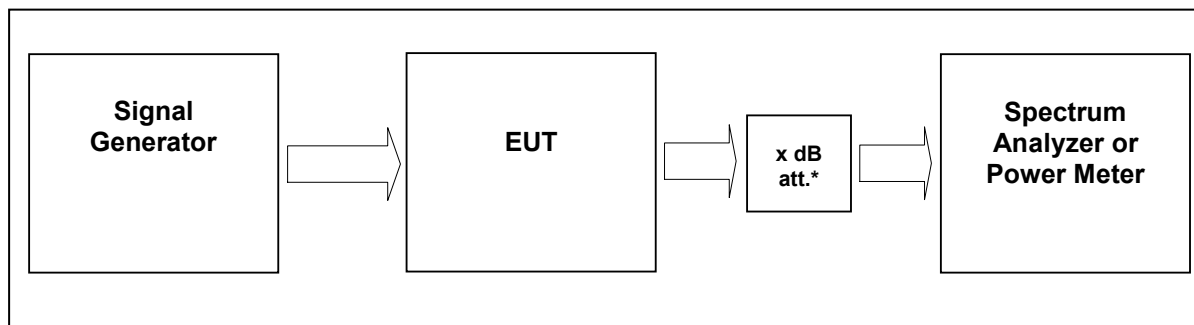 Signal
Generator
EUT
x dB
att.*
Spectrum
Analyzer or
Power Meter